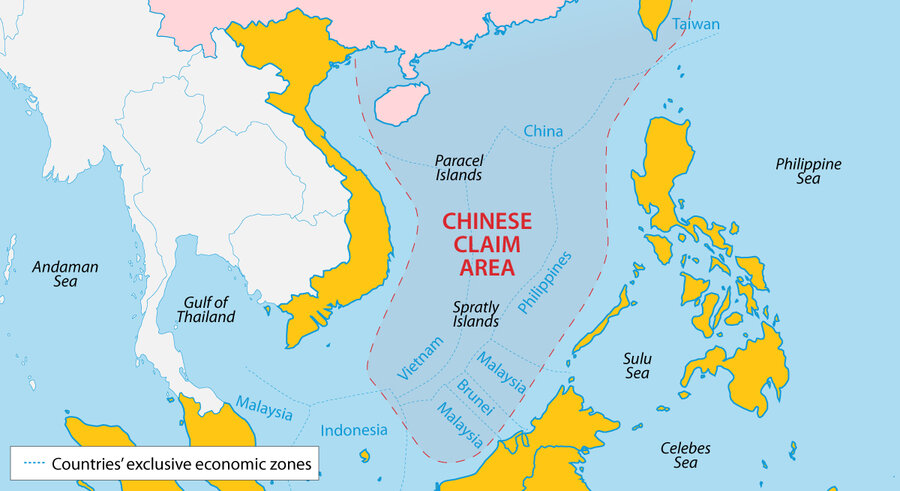 Taiwan
China
Paracel
Islands
Philippine
Sea
CHINESE
CLAIM
AREA
Andaman
Sea
Gulf of
Thailand
Philippines
Spratly
Islands
Vietnam
Malaysia
Sulu
Sea
Brunei
Malaysia
Malaysia
Indonesia
Celebes
Sea
Countries’ exclusive economic zones